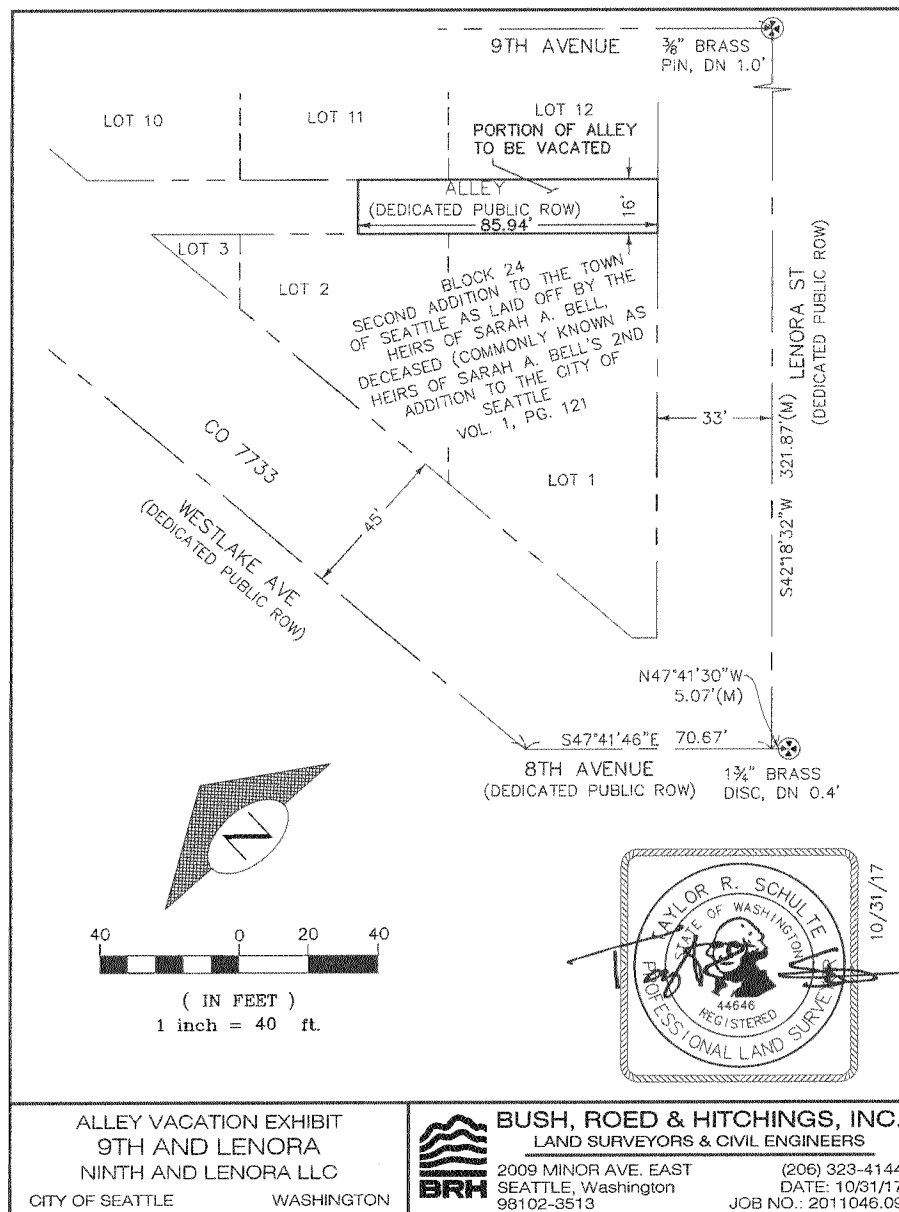 9TH AVENUE
3/8" BRASS
PIN, DN 1.0'
LOT 10
LOT 11
LOT 12
PORTION OF ALLEY
TO BE VACATED
ALLEY
(DEDICATED PUBLIC ROW)
85.94'
16'
LOT 3
LOT 2
BLOCK 24
SECOND ADDITION TO THE TOWN
OF SEATTLE AS LAID OFF BY THE
HEIRS OF SARAH A. BELL,
DECEASED (COMMONLY KNOWN AS
HEIRS OF SARAH A. BELL'S 2ND
ADDITION TO THE CITY OF
SEATTLE
VOL. 1, PG. 121
LENORA ST
(DEDICATED PUBLIC ROW)
S42°18'32"W 321.87'(M)
33'
CO 7733
WESTLAKE AVE
(DEDICATED PUBLIC ROW)
45'
LOT 1
N47°41'30"W
5.07'(M)
S47°41'46"E 70.67'
8TH AVENUE
(DEDICATED PUBLIC ROW)
1¾" BRASS
DISC, DN 0.4'
N
40 0 20 40
( IN FEET )
1 inch = 40 ft.
TAYLOR R. SCHULTE
STATE OF WASHINGTON
44646
REGISTERED
PROFESSIONAL LAND SURVEYOR
10/31/17
ALLEY VACATION EXHIBIT
9TH AND LENORA
NINTH AND LENORA LLC
CITY OF SEATTLE WASHINGTON
BRH
BUSH, ROED & HITCHINGS, INC.
LAND SURVEYORS & CIVIL ENGINEERS
2009 MINOR AVE. EAST (206) 323-4144
SEATTLE, Washington DATE: 10/31/17
98102-3513 JOB NO.: 2011046.09